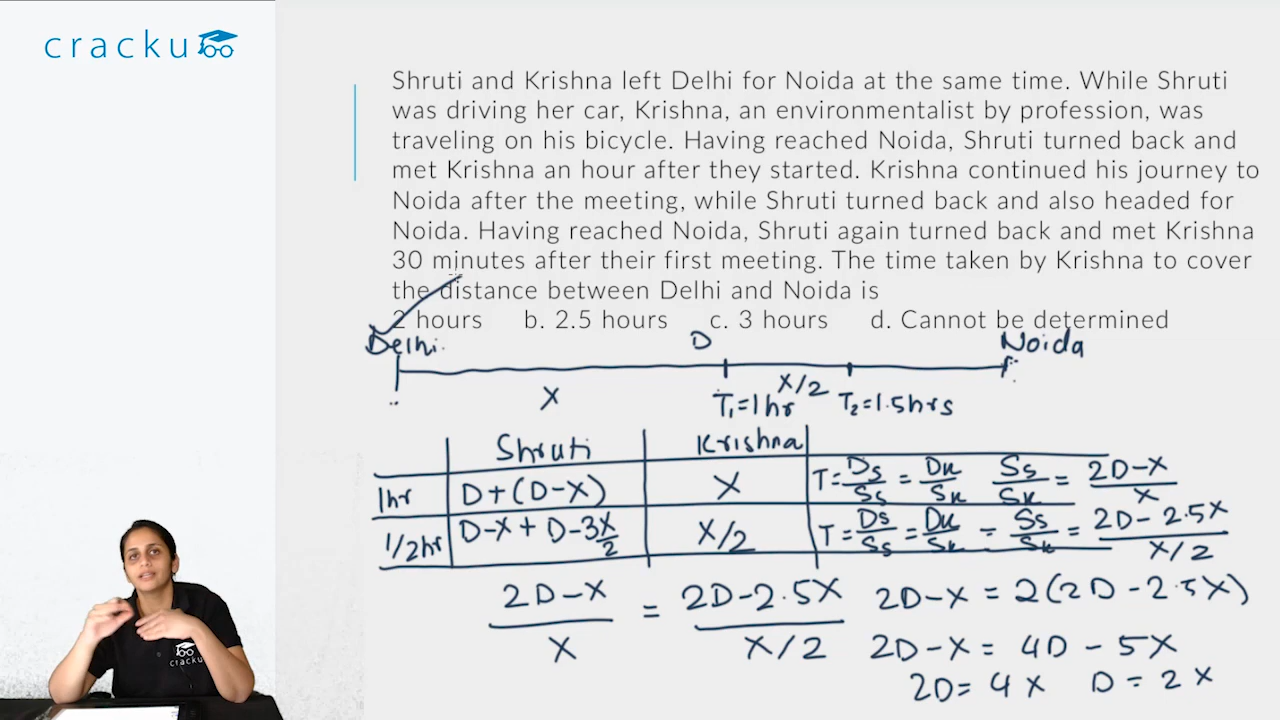 cracku
Shruti and Krishna left Delhi for Noida at the same time. While Shruti
was driving her car, Krishna, an environmentalist by profession, was
traveling on his bicycle. Having reached Noida, Shruti turned back and
met Krishna an hour after they started. Krishna continued his journey to
Noida after the meeting, while Shruti turned back and also headed for
Noida. Having reached Noida, Shruti again turned back and met Krishna
30 minutes after their first meeting. The time taken by Krishna to cover
the distance between Delhi and Noida is
2 hours b. 2.5 hours c. 3 hours d. Cannot be determined
Delhi D Noida
X X/2
T₁=1hr T₂=1.5hrs
Shruti Krishna
1hr D+(D-X) X T=Ds/Ss=Dk/Sk Ss/Sk=2D-X/X
1/2hr D-X+D-3X/2 X/2 T=Ds/Ss=Dk/Sk=Ss/Sk=2D-2.5X/X/2
2D-X/X = 2D-2.5X/X/2 2D-X=2(2D-2.5X)
2D-X=4D-5X
2D=4X D=2X
cracku